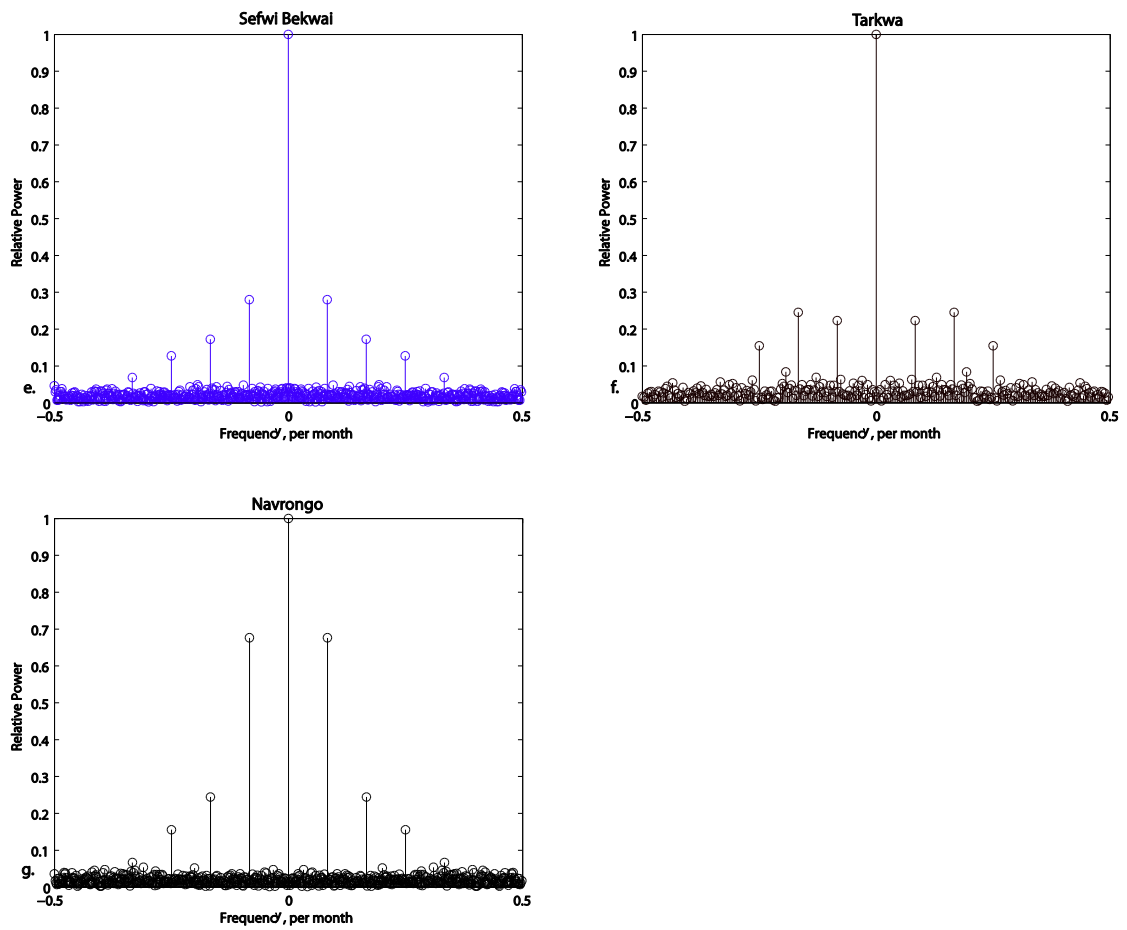 Sefwi Bekwai
1
0.9
0.8
0.7
0.6
0.5
0.4
0.3
0.2
0.1
0
Relative Power
e.
−0.5 0 0.5
Frequency, per month
Tarkwa
1
0.9
0.8
0.7
0.6
0.5
0.4
0.3
0.2
0.1
0
Relative Power
f.
−0.5 0 0.5
Frequency, per month
Navrongo
1
0.9
0.8
0.7
0.6
0.5
0.4
0.3
0.2
0.1
0
Relative Power
g.
−0.5 0 0.5
Frequency, per month